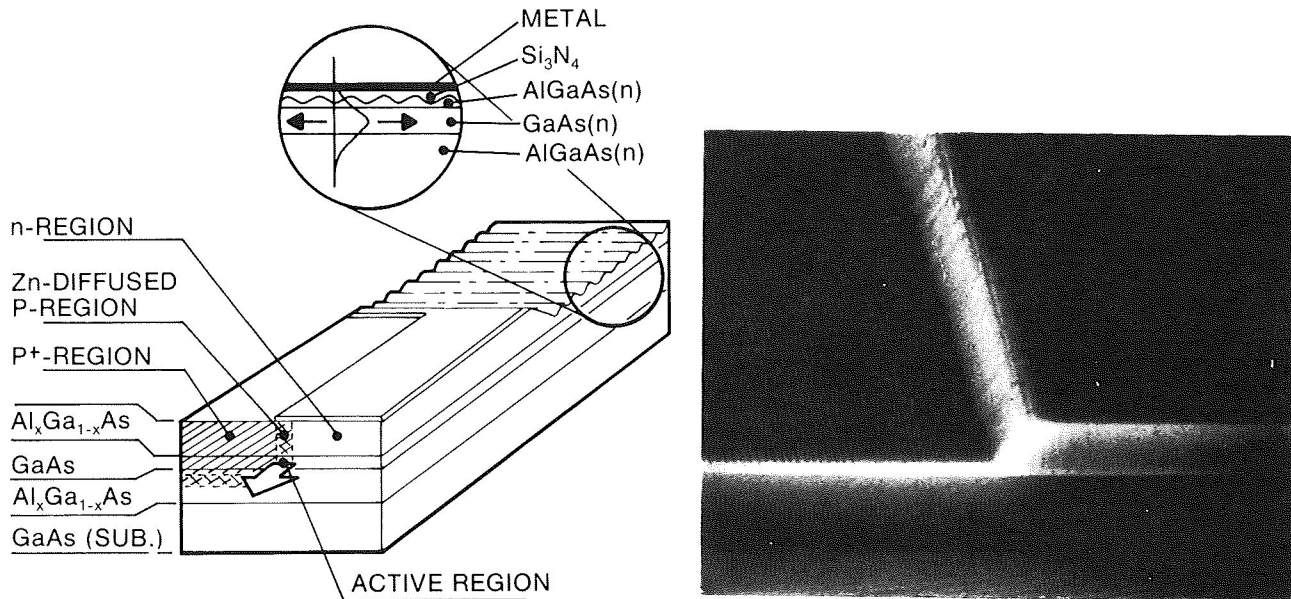 METAL
Si₃N₄
AlGaAs(n)
GaAs(n)
AlGaAs(n)
n-REGION
Zn-DIFFUSED
P-REGION
P⁺-REGION
AlₓGa₁₋ₓAs
GaAs
AlₓGa₁₋ₓAs
GaAs (SUB.)
ACTIVE REGION